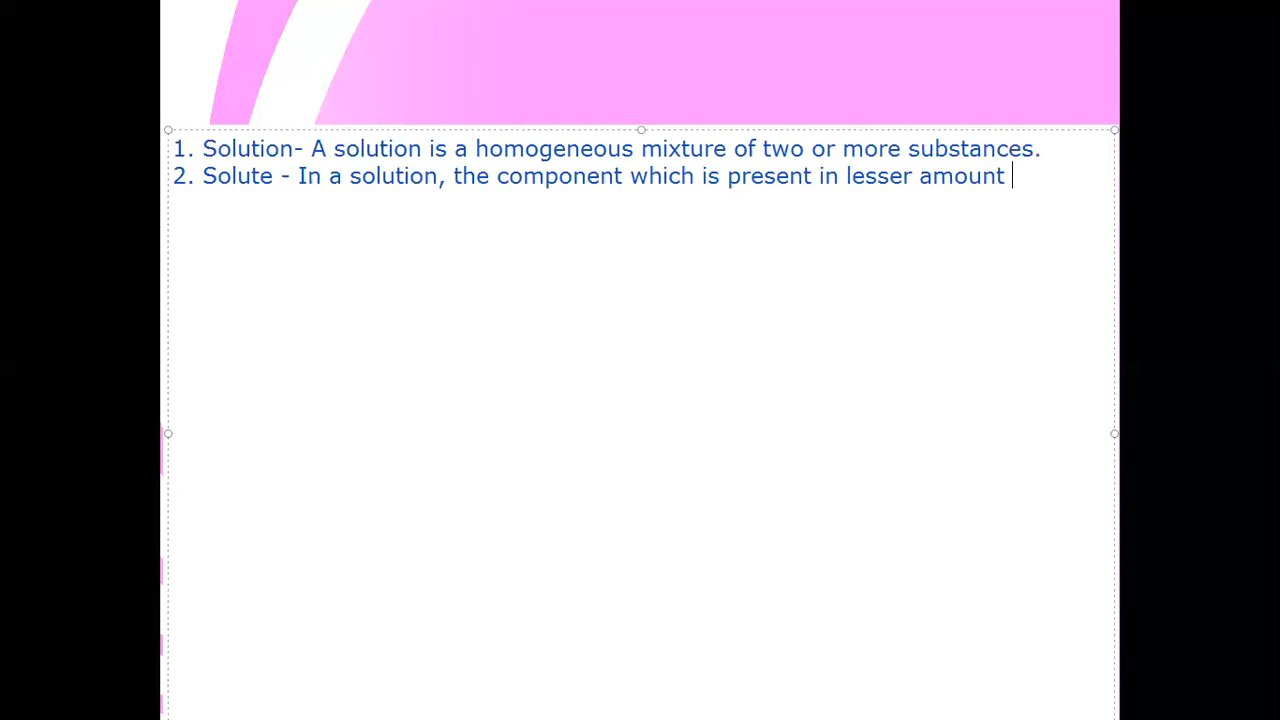 1. Solution- A solution is a homogeneous mixture of two or more substances.
2. Solute - In a solution, the component which is present in lesser amount